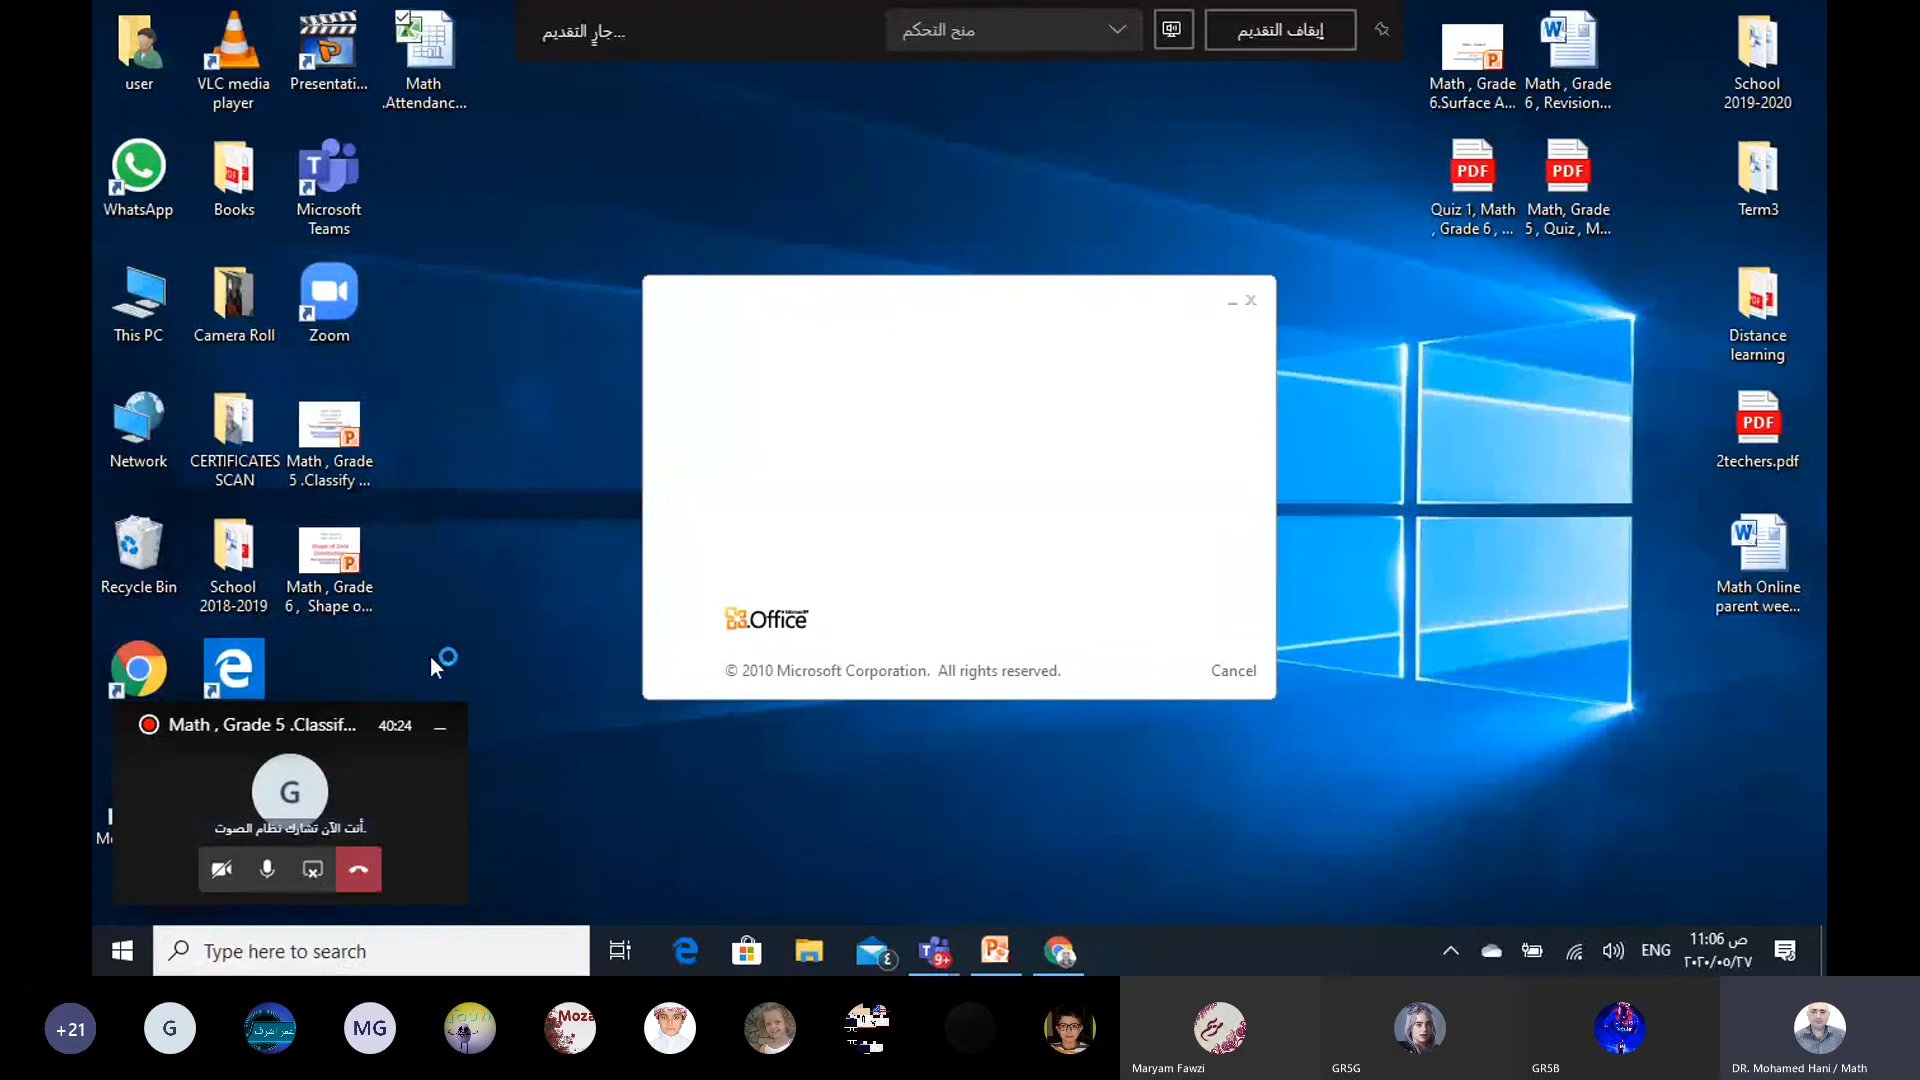 جارٍ التقديم...
منح التحكم
إيقاف التقديم
user
VLC media
player
Presentati...
Math
.Attendanc...
Math , Grade
6.Surface A...
Math , Grade
6 , Revision...
School
2019-2020
WhatsApp
Books
Microsoft
Teams
PDF
Quiz 1, Math
, Grade 6 , ...
PDF
Math, Grade
5 , Quiz , M...
Term3
This PC
Camera Roll
Zoom
Distance
learning
Network
CERTIFICATES
SCAN
Math , Grade
5 .Classify ...
PDF
2techers.pdf
Recycle Bin
School
2018-2019
Math , Grade
6 , Shape o...
Math Online
parent wee...
Office
© 2010 Microsoft Corporation. All rights reserved.
Cancel
Math , Grade 5 .Classif...
40:24
G
أنت الآن تشارك نظام الصوت.
Type here to search
٤
9+
ENG
11:06 ص
٢٠٢٠/٠٥/٢٧
+21
G
MG
Moza
Maryam Fawzi
GR5G
GR5B
DR. Mohamed Hani / Math